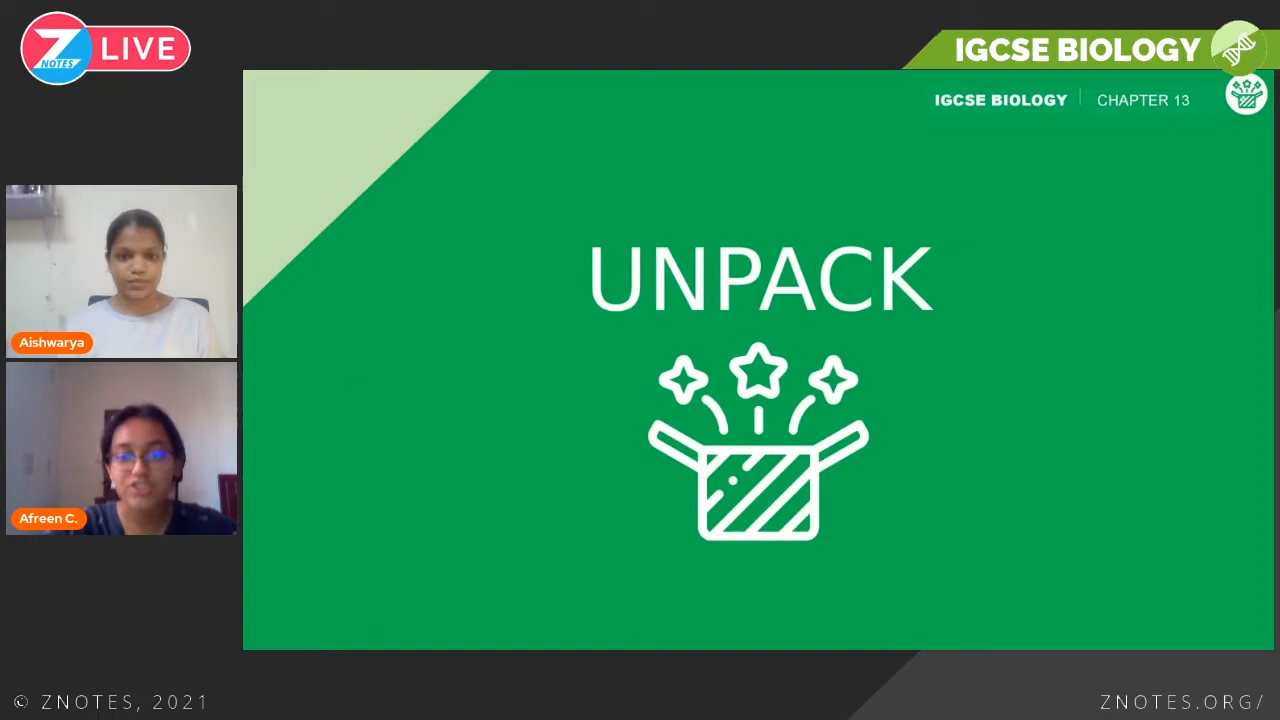 Z
NOTES
LIVE
IGCSE BIOLOGY
IGCSE BIOLOGY CHAPTER 13
UNPACK
Aishwarya
Afreen C.
© ZNOTES, 2021
ZNOTES.ORG/